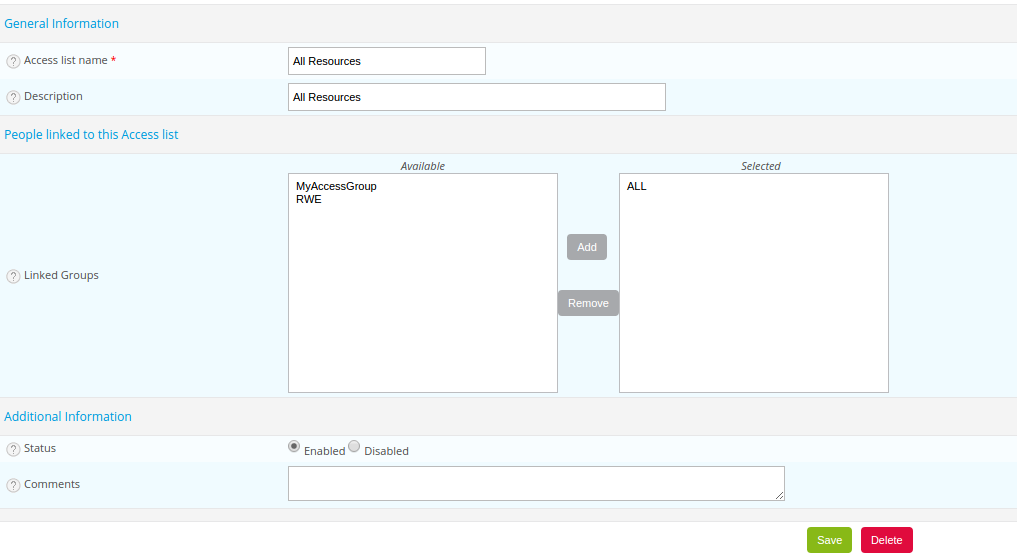 General Information
? Access list name * All Resources
? Description All Resources
People linked to this Access list
Available Selected
MyAccessGroup ALL
RWE
Add
? Linked Groups
Remove
Additional Information
? Status Enabled Disabled
? Comments
Save Delete